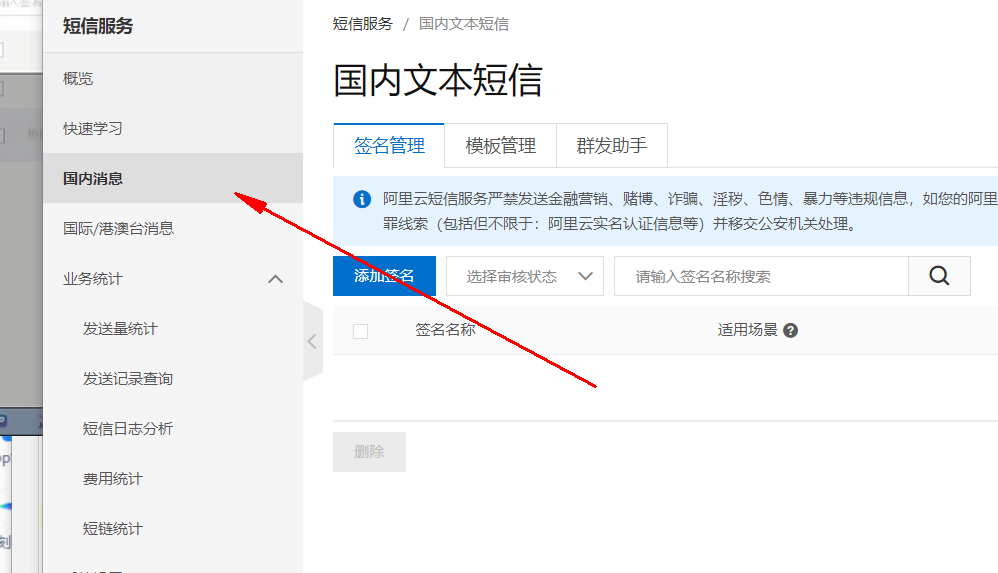 短信服务
概览
快速学习
国内消息
国际/港澳台消息
业务统计
发送量统计
发送记录查询
短信日志分析
费用统计
短链统计
短信服务 / 国内文本短信
国内文本短信
签名管理 模板管理 群发助手
阿里云短信服务严禁发送金融营销、赌博、诈骗、淫秽、色情、暴力等违规信息，如您的阿里
罪线索（包括但不限于：阿里云实名认证信息等）并移交公安机关处理。
添加签名 选择审核状态 请输入签名名称搜索
签名名称 适用场景
删除